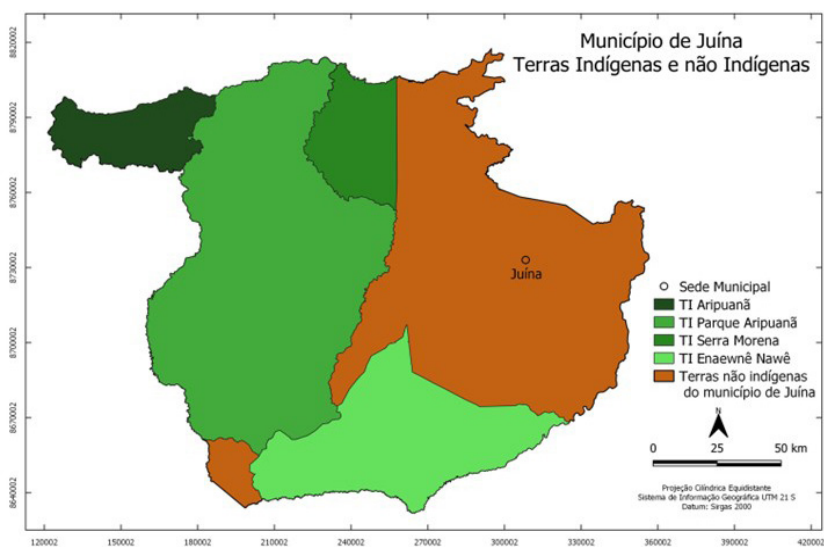 Município de Juína
Terras Indígenas e não Indígenas
8820002
8790002
8760002
8730002
8700002
8670002
8640002
Juína
Sede Municipal
TI Aripuanã
TI Parque Aripuanã
TI Serra Morena
TI Enaewnê Nawê
Terras não indígenas
do município de Juína
N
0 25 50 km
Projeção Cilíndrica Equidistante
Sistema de Informação Geográfica UTM 21 S
Datum: Sirgas 2000
120002 150002 180002 210002 240002 270002 300002 330002 360002 390002 420002